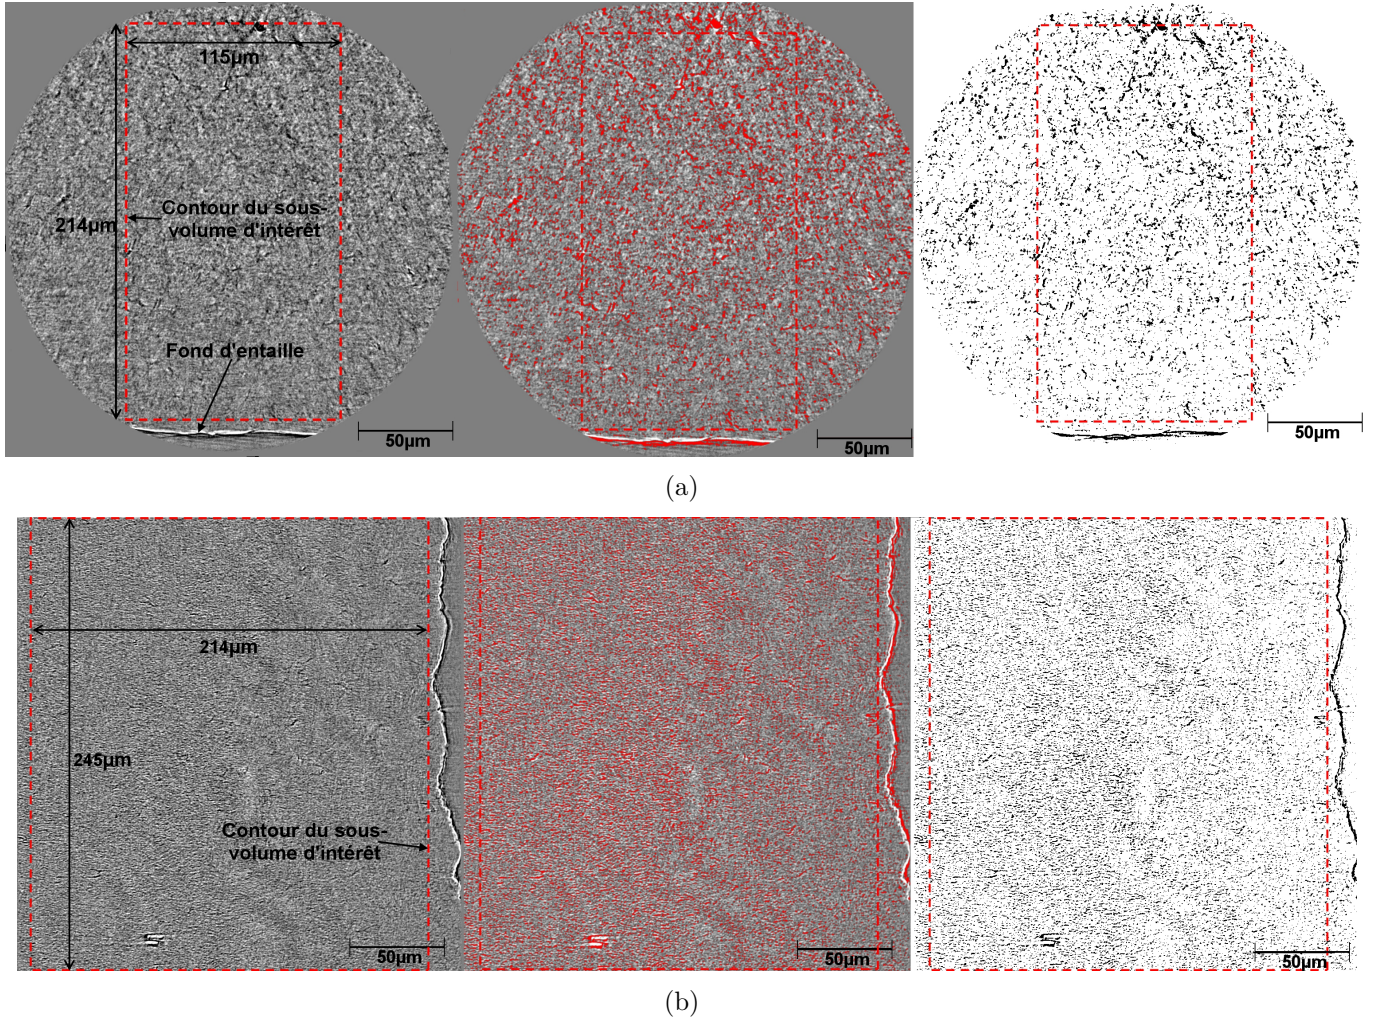 115µm
214µm
Contour du sous-
volume d'intérêt
Fond d'entaille
50µm
50µm
50µm
(a)
214µm
245µm
Contour du sous-
volume d'intérêt
50µm
50µm
50µm
(b)